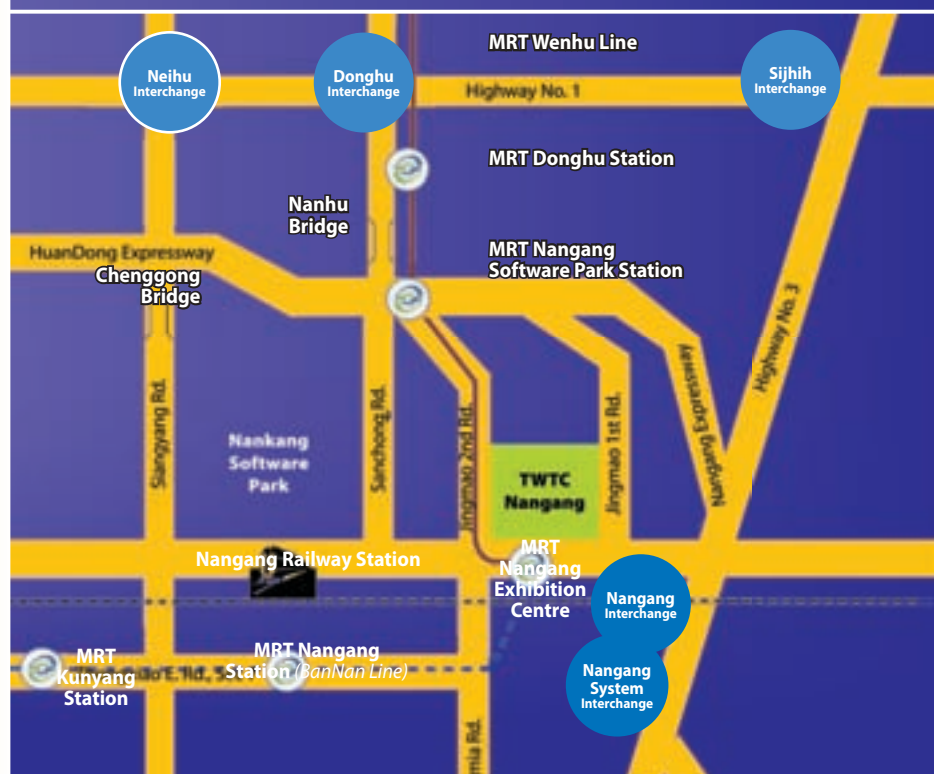 MRT Wenhu Line
Neihu
Interchange
Donghu
Interchange
Sijhih
Interchange
Highway No. 1
MRT Donghu Station
Nanhu
Bridge
HuanDong Expressway
MRT Nangang
Software Park Station
Chenggong
Bridge
Highway No. 3
Nangang Expressway
Siangyang Rd.
Sanchong Rd.
Jingmao 2nd Rd.
Jingmao 1st Rd.
Nankang
Software
Park
TWTC
Nangang
Nangang Railway Station
MRT
Nangang
Exhibition
Centre
Nangang
Interchange
MRT
Kunyang
Station
E. Rd.,
MRT Nangang
Station (BanNan Line)
Nangang
System
Interchange
Rd.